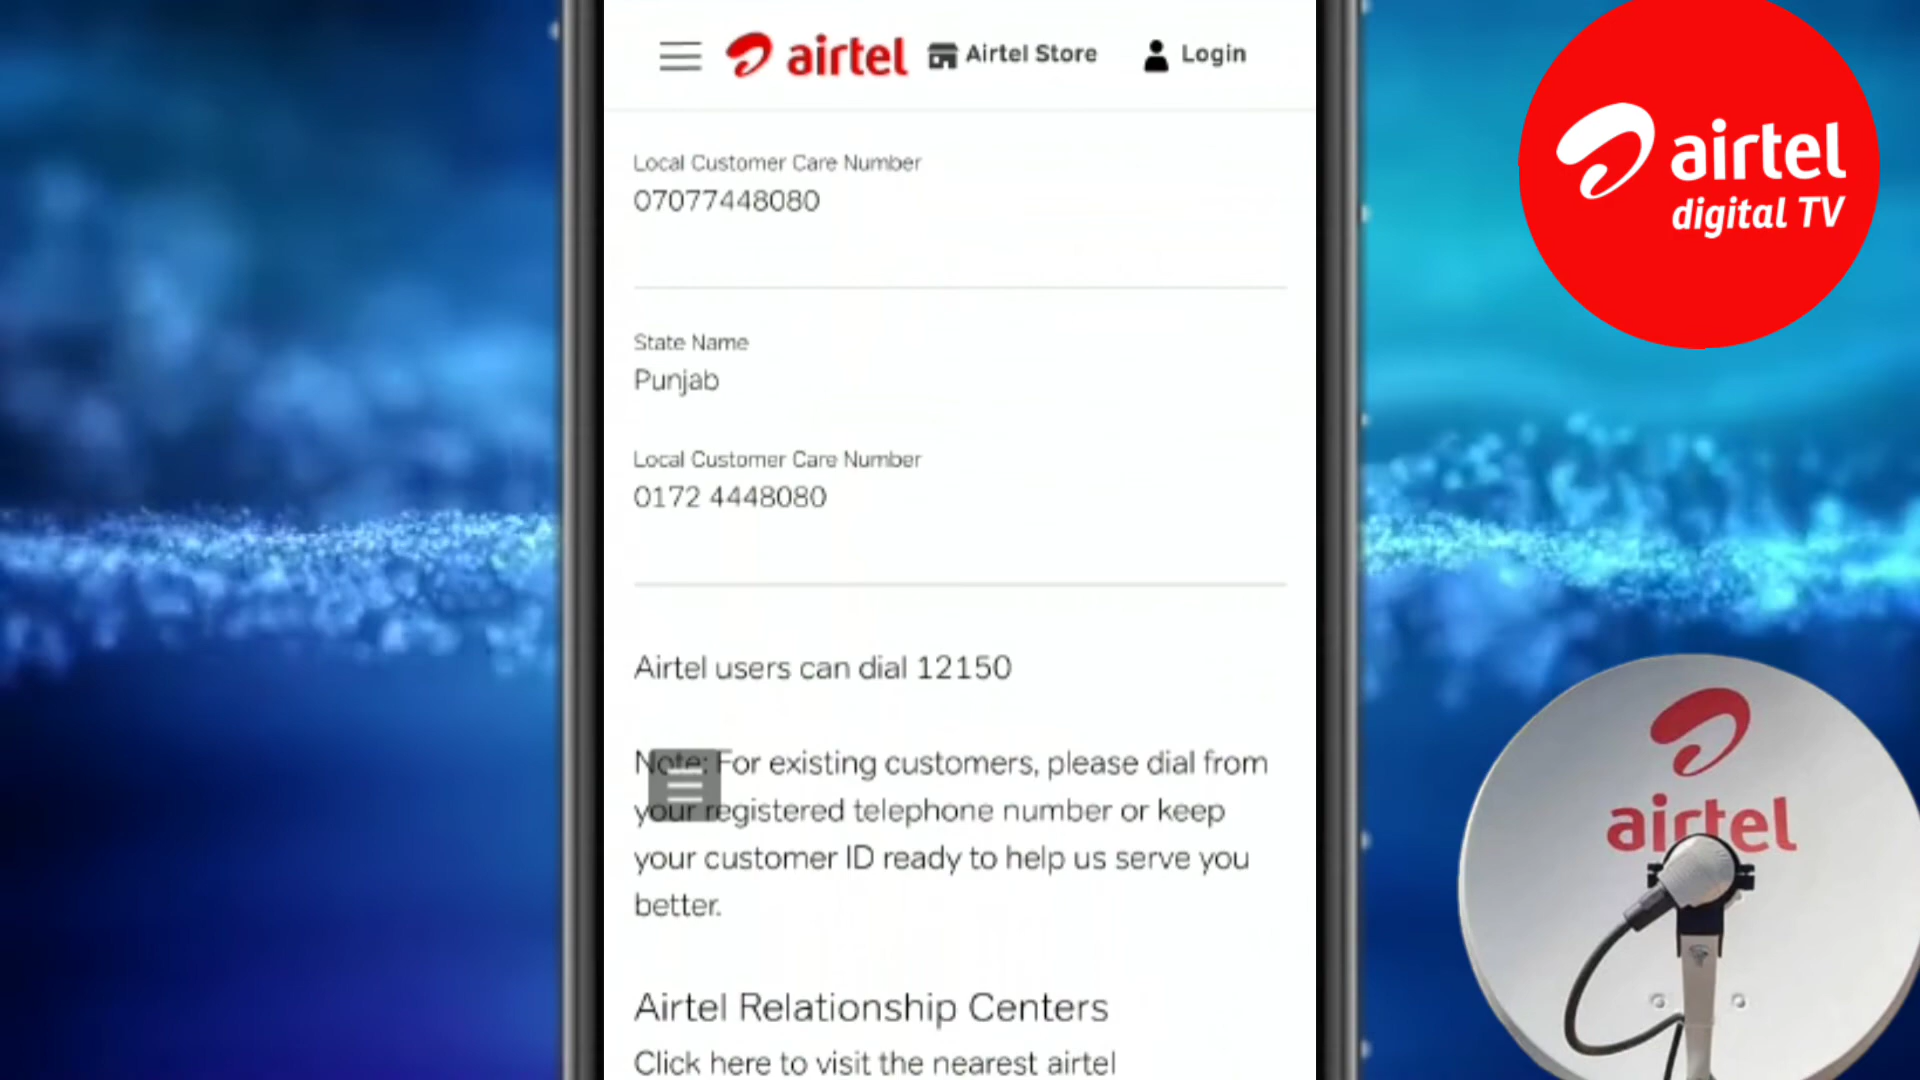 airtel
Airtel Store
Login
Local Customer Care Number
07077448080
State Name
Punjab
Local Customer Care Number
0172 4448080
Airtel users can dial 12150
Note: For existing customers, please dial from
your registered telephone number or keep
your customer ID ready to help us serve you
better.
Airtel Relationship Centers
Click here to visit the nearest airtel
airtel
digital TV
airtel